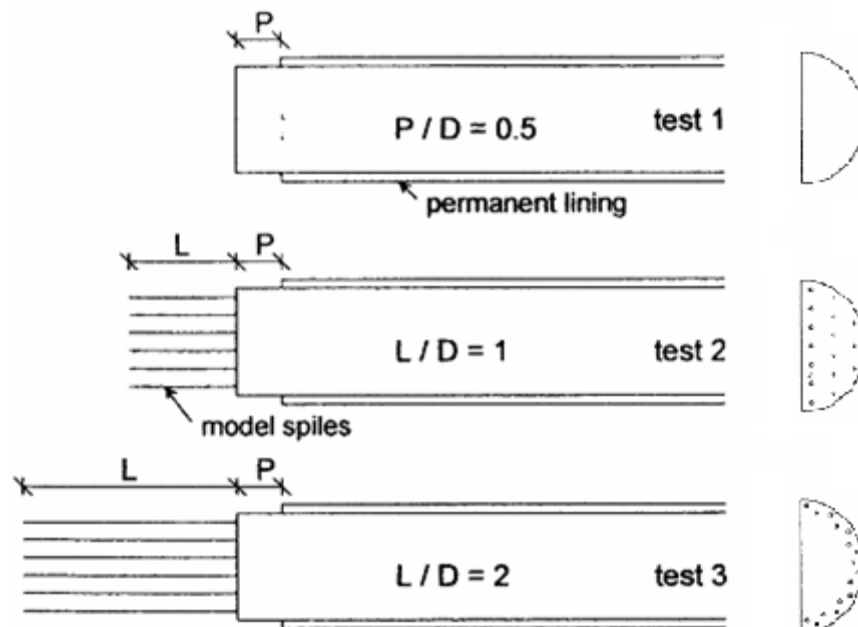 P
P / D = 0.5
test 1
permanent lining
L
P
L / D = 1
test 2
model spiles
L
P
L / D = 2
test 3